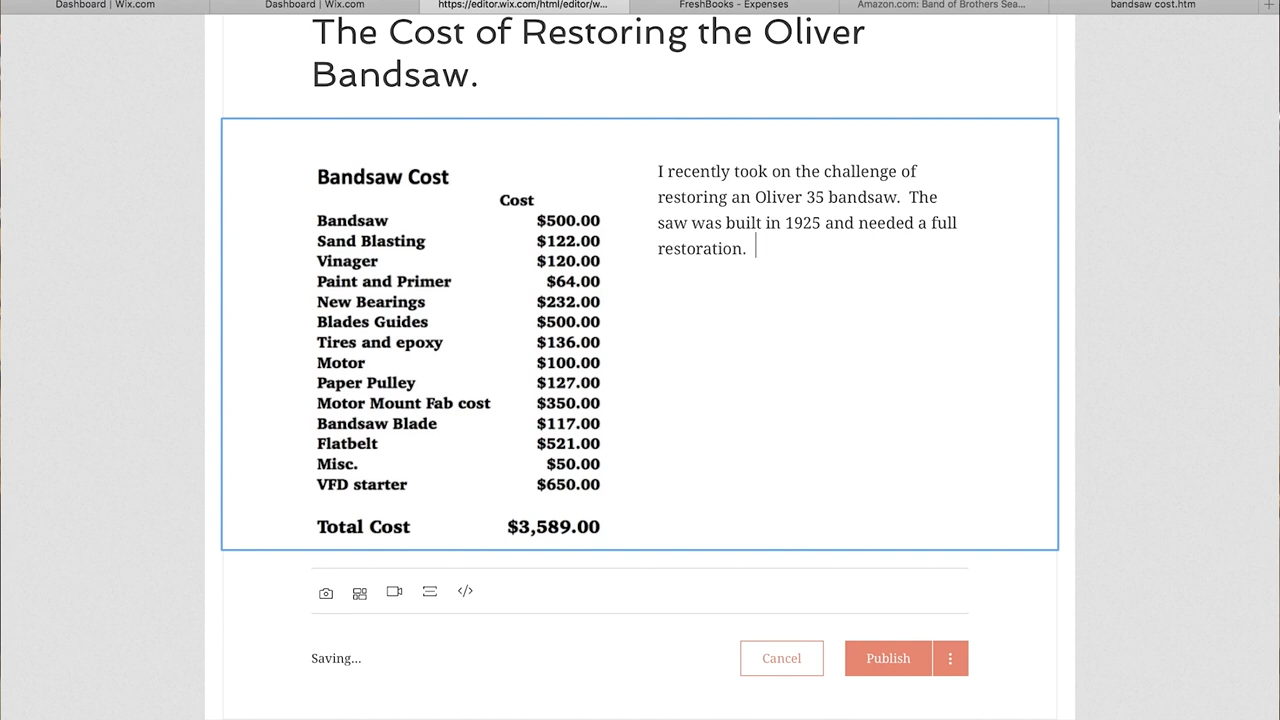 Dashboard | Wix.com Dashboard | Wix.com https://editor.wix.com/html/editor/w... FreshBooks - Expenses Amazon.com: Band of Brothers Sea... bandsaw cost.htm +
The Cost of Restoring the Oliver
Bandsaw.
Bandsaw Cost
Cost
Bandsaw $500.00
Sand Blasting $122.00
Vinager $120.00
Paint and Primer $64.00
New Bearings $232.00
Blades Guides $500.00
Tires and epoxy $136.00
Motor $100.00
Paper Pulley $127.00
Motor Mount Fab cost $350.00
Bandsaw Blade $117.00
Flatbelt $521.00
Misc. $50.00
VFD starter $650.00
Total Cost $3,589.00
I recently took on the challenge of
restoring an Oliver 35 bandsaw. The
saw was built in 1925 and needed a full
restoration.
Saving...
Cancel
Publish